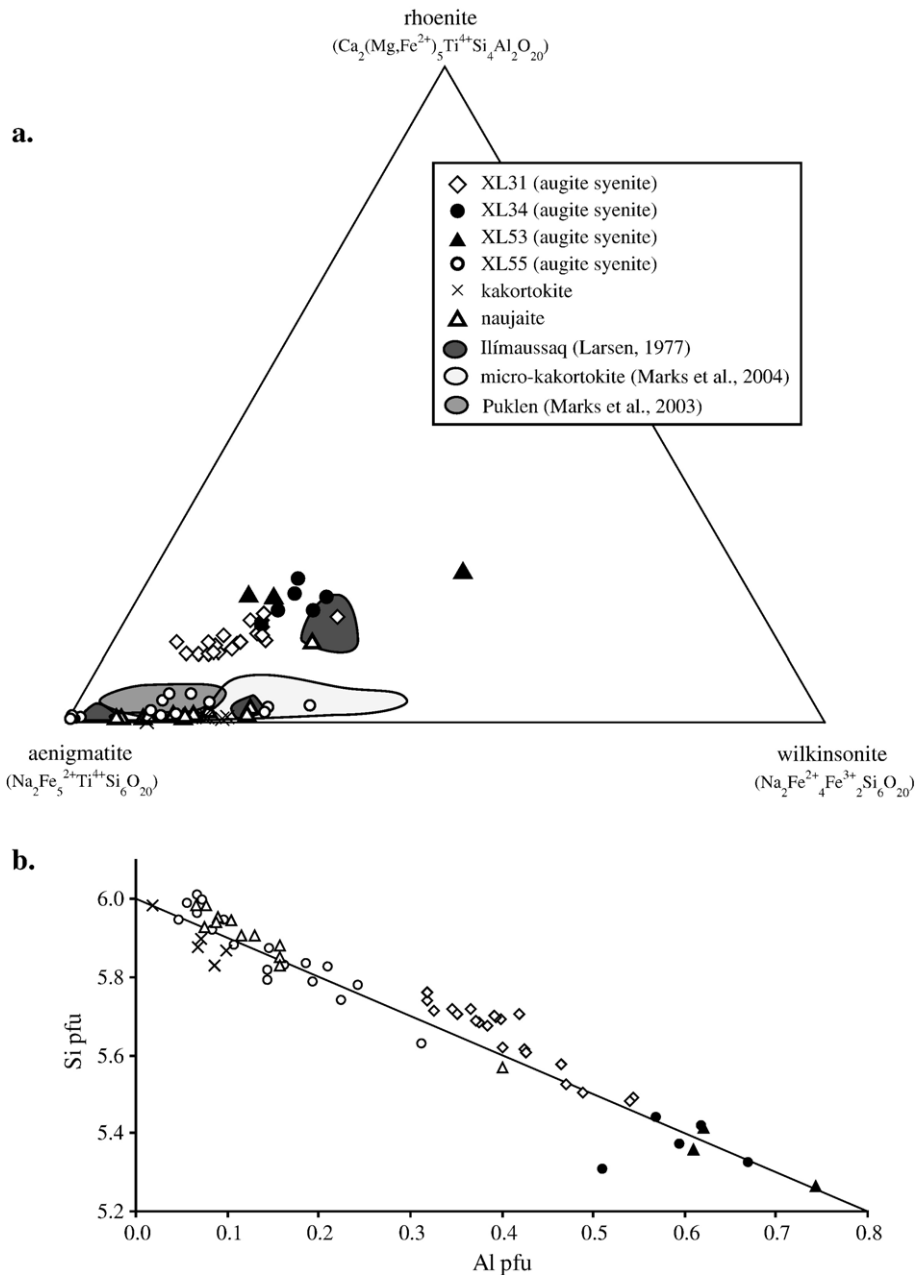 rhoenite
(Ca₂(Mg,Fe²⁺)₅Ti⁴⁺Si₄Al₂O₂₀)
a.
XL31 (augite syenite)
XL34 (augite syenite)
XL53 (augite syenite)
XL55 (augite syenite)
kakortokite
naujaite
Ilímaussaq (Larsen, 1977)
micro-kakortokite (Marks et al., 2004)
Puklen (Marks et al., 2003)
aenigmatite
(Na₂Fe₅²⁺Ti⁴⁺Si₆O₂₀)
wilkinsonite
(Na₂Fe²⁺₄Fe³⁺₂Si₆O₂₀)
b.
Si pfu
6.0
5.8
5.6
5.4
5.2
0.0 0.1 0.2 0.3 0.4 0.5 0.6 0.7 0.8
Al pfu